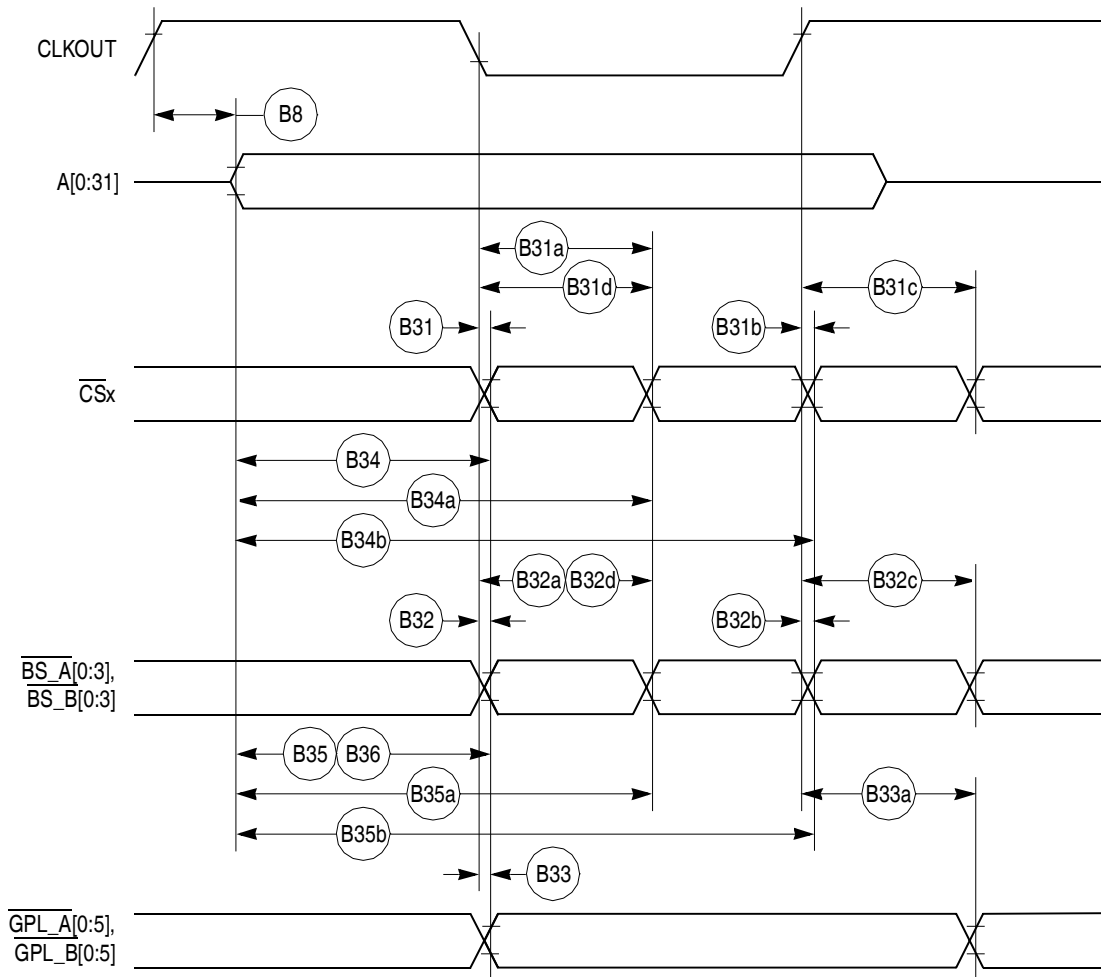 CLKOUT
B8
A[0:31]
B31a
B31d
B31c
B31
B31b
CSx
B34
B34a
B34b
B32a B32d
B32c
B32
B32b
BS_A[0:3],
BS_B[0:3]
B35 B36
B35a
B33a
B35b
B33
GPL_A[0:5],
GPL_B[0:5]